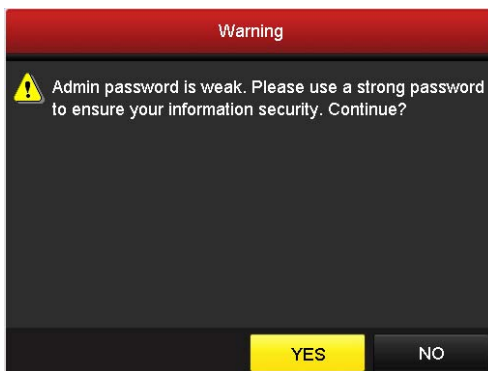 Warning
Admin password is weak. Please use a strong password
to ensure your information security. Continue?
YES NO